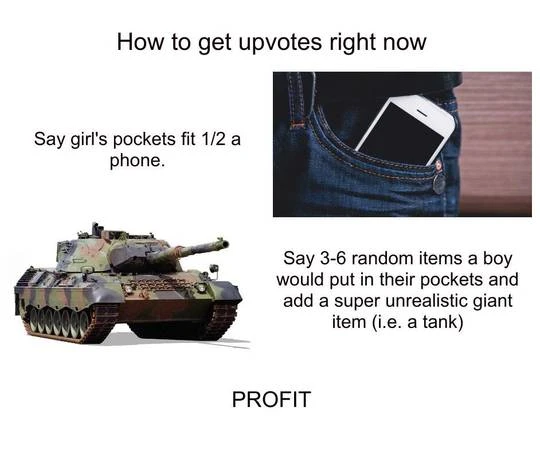 How to get upvotes right now
Say girl's pockets fit 1/2 a
phone.
Say 3-6 random items a boy
would put in their pockets and
add a super unrealistic giant
item (i.e. a tank)
PROFIT